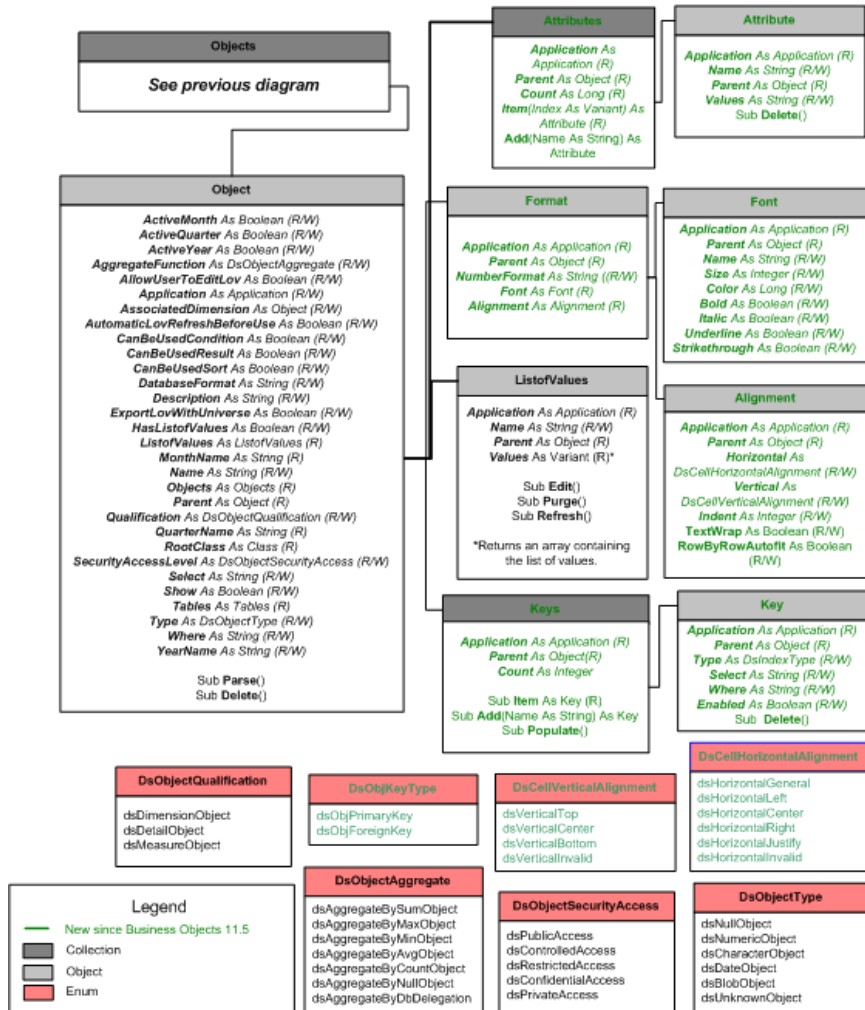 Objects
See previous diagram
Object
ActiveMonth As Boolean (R/W)
ActiveQuarter As Boolean (R/W)
ActiveYear As Boolean (R/W)
AggregateFunction As DsObjectAggregate (R/W)
AllowUserToEditLov As Boolean (R/W)
Application As Application (R/W)
AssociatedDimension As Object (R/W)
AutomaticLovRefreshBeforeUse As Boolean (R/W)
CanBeUsedCondition As Boolean (R/W)
CanBeUsedResult As Boolean (R/W)
CanBeUsedSort As Boolean (R/W)
DatabaseFormat As String (R/W)
Description As String (R/W)
ExportLovWithUniverse As Boolean (R/W)
HasListofValues As Boolean (R/W)
ListofValues As ListofValues (R)
MonthName As String (R)
Name As String (R/W)
Objects As Objects (R)
Parent As Object (R)
Qualification As DsObjectQualification (R/W)
QuarterName As String (R)
RootClass As Class (R)
SecurityAccessLevel As DsObjectSecurityAccess (R/W)
Select As String (R/W)
Show As Boolean (R/W)
Tables As Tables (R)
Type As DsObjectType (R/W)
Where As String (R/W)
YearName As String (R/W)
Sub Parse()
Sub Delete()
Attributes
Application As
Application (R)
Parent As Object (R)
Count As Long (R)
Item(Index As Variant) As
Attribute (R)
Add(Name As String) As
Attribute
Attribute
Application As Application (R)
Name As String (R/W)
Parent As Object (R)
Values As String (R/W)
Sub Delete()
Format
Application As Application (R)
Parent As Object (R)
NumberFormat As String ((R/W)
Font As Font (R)
Alignment As Alignment (R)
Font
Application As Application (R)
Parent As Object (R)
Name As String (R/W)
Size As Integer (R/W)
Color As Long (R/W)
Bold As Boolean (R/W)
Italic As Boolean (R/W)
Underline As Boolean (R/W)
Strikethrough As Boolean (R/W)
ListofValues
Application As Application (R)
Name As String (R/W)
Parent As Object (R)
Values As Variant (R)*
Sub Edit()
Sub Purge()
Sub Refresh()
*Returns an array containing
the list of values.
Alignment
Application As Application (R)
Parent As Object (R)
Horizontal As
DsCellHorizontalAlignment (R/W)
Vertical As
DsCellVerticalAlignment (R/W)
Indent As Integer (R/W)
TextWrap As Boolean (R/W)
RowByRowAutofit As Boolean
(R/W)
Keys
Application As Application (R)
Parent As Object(R)
Count As Integer
Sub Item As Key (R)
Sub Add(Name As String) As Key
Sub Populate()
Key
Application As Application (R)
Parent As Object (R)
Type As DsIndexType (R/W)
Select As String (R/W)
Where As String (R/W)
Enabled As Boolean (R/W)
Sub Delete()
DsObjectQualification
dsDimensionObject
dsDetailObject
dsMeasureObject
DsObjKeyType
dsObjPrimaryKey
dsObjForeignKey
DsCellVerticalAlignment
dsVerticalTop
dsVerticalCenter
dsVerticalBottom
dsVerticalInvalid
DsCellHorizontalAlignment
dsHorizontalGeneral
dsHorizontalLeft
dsHorizontalCenter
dsHorizontalRight
dsHorizontalJustify
dsHorizontalInvalid
Legend
New since Business Objects 11.5
Collection
Object
Enum
DsObjectAggregate
dsAggregateBySumObject
dsAggregateByMaxObject
dsAggregateByMinObject
dsAggregateByAvgObject
dsAggregateByCountObject
dsAggregateByNullObject
dsAggregateByDbDelegation
DsObjectSecurityAccess
dsPublicAccess
dsControlledAccess
dsRestrictedAccess
dsConfidentialAccess
dsPrivateAccess
DsObjectType
dsNullObject
dsNumericObject
dsCharacterObject
dsDateObject
dsBlobObject
dsUnknownObject